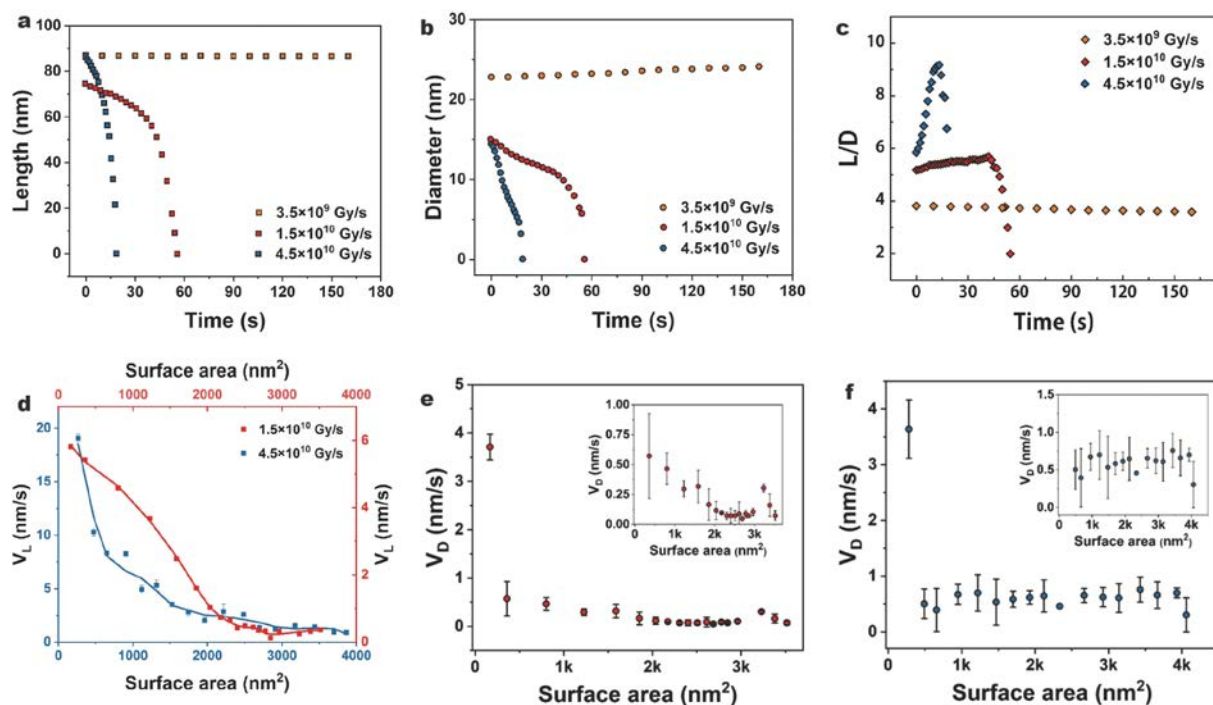 a
Length (nm)
100
80
60
40
20
0
3.5×10⁹ Gy/s
1.5×10¹⁰ Gy/s
4.5×10¹⁰ Gy/s
0 30 60 90 120 150 180
Time (s)
b
Diameter (nm)
30
20
10
0
3.5×10⁹ Gy/s
1.5×10¹⁰ Gy/s
4.5×10¹⁰ Gy/s
0 30 60 90 120 150 180
Time (s)
c
L/D
10
8
6
4
2
3.5×10⁹ Gy/s
1.5×10¹⁰ Gy/s
4.5×10¹⁰ Gy/s
0 30 60 90 120 150
Time (s)
d
Surface area (nm²)
0 1000 2000 3000 4000
V_L (nm/s)
20
15
10
5
0
1.5×10¹⁰ Gy/s
4.5×10¹⁰ Gy/s
6
4
2
0
V_L (nm/s)
0 1000 2000 3000 4000
Surface area (nm²)
e
V_D (nm/s)
5
4
3
2
1
0
1.00
0.75
0.50
0.25
0.00
V_D (nm/s)
0 1k 2k 3k
Surface area (nm²)
0 1k 2k 3k
Surface area (nm²)
f
V_D (nm/s)
4
3
2
1
0
1.5
1.0
0.5
0.0
V_D (nm/s)
0 1k 2k 3k 4k
Surface area (nm²)
0 1k 2k 3k 4k
Surface area (nm²)